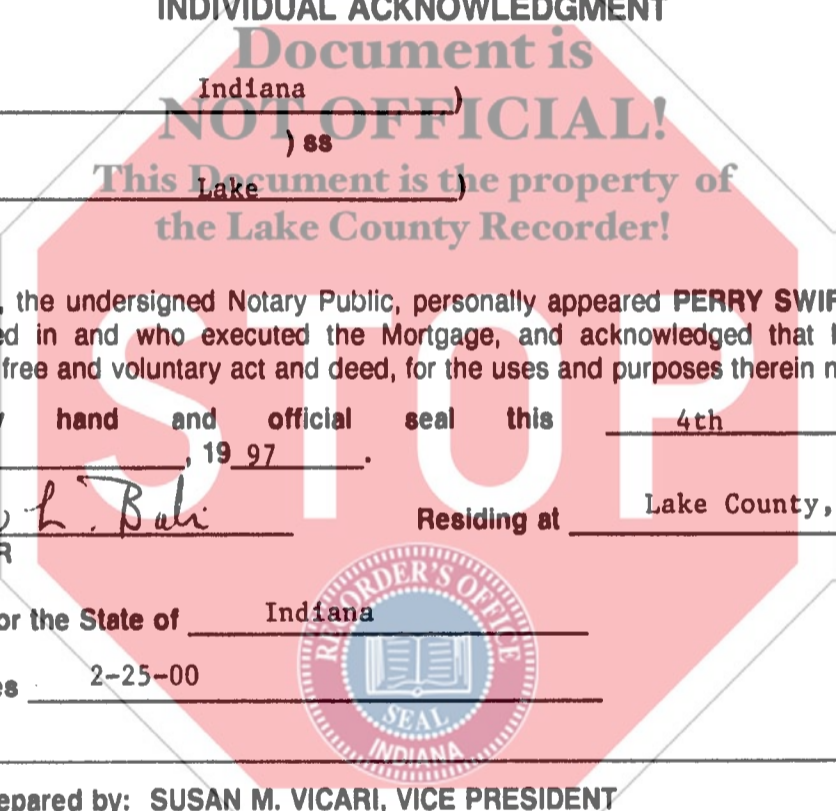 INDIVIDUAL ACKNOWLEDGMENT
Document is
Indiana )
NOT OFFICIAL!
) ss
This Document is the property of
Lake )
the Lake County Recorder!
, the undersigned Notary Public, personally appeared PERRY SWIF
ed in and who executed the Mortgage, and acknowledged that
free and voluntary act and deed, for the uses and purposes therein
STOP
hand and official seal this 4th
, 19 97 .
L.
Residing at Lake County,
R
or the State of Indiana
RECORDER'S OFFICE
SEAL
INDIANA
es 2-25-00
epared by: SUSAN M. VICARI, VICE PRESIDENT